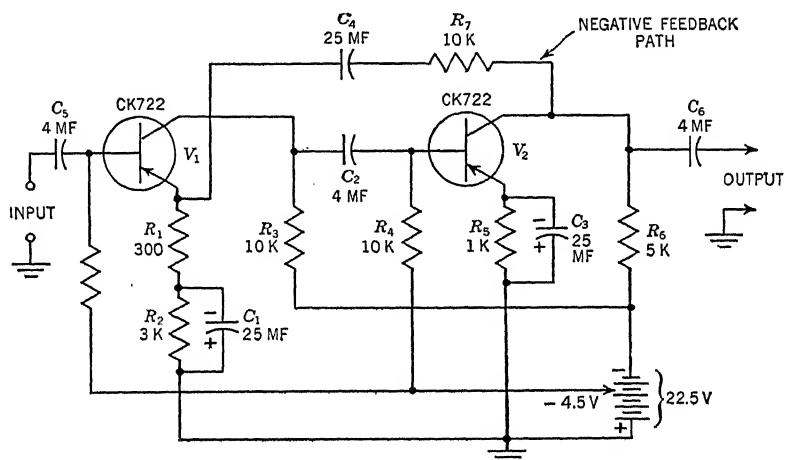 C4
25 MF
R7
10 K
NEGATIVE FEEDBACK
PATH
C5
4 MF
CK722
V1
CK722
V2
C6
4 MF
C2
4 MF
INPUT
OUTPUT
R1
300
R3
10 K
R4
10 K
R5
1 K
−
+
C3
25
MF
R6
5 K
R2
3 K
−
+
C1
25 MF
−
− 4.5 V
22.5 V
+